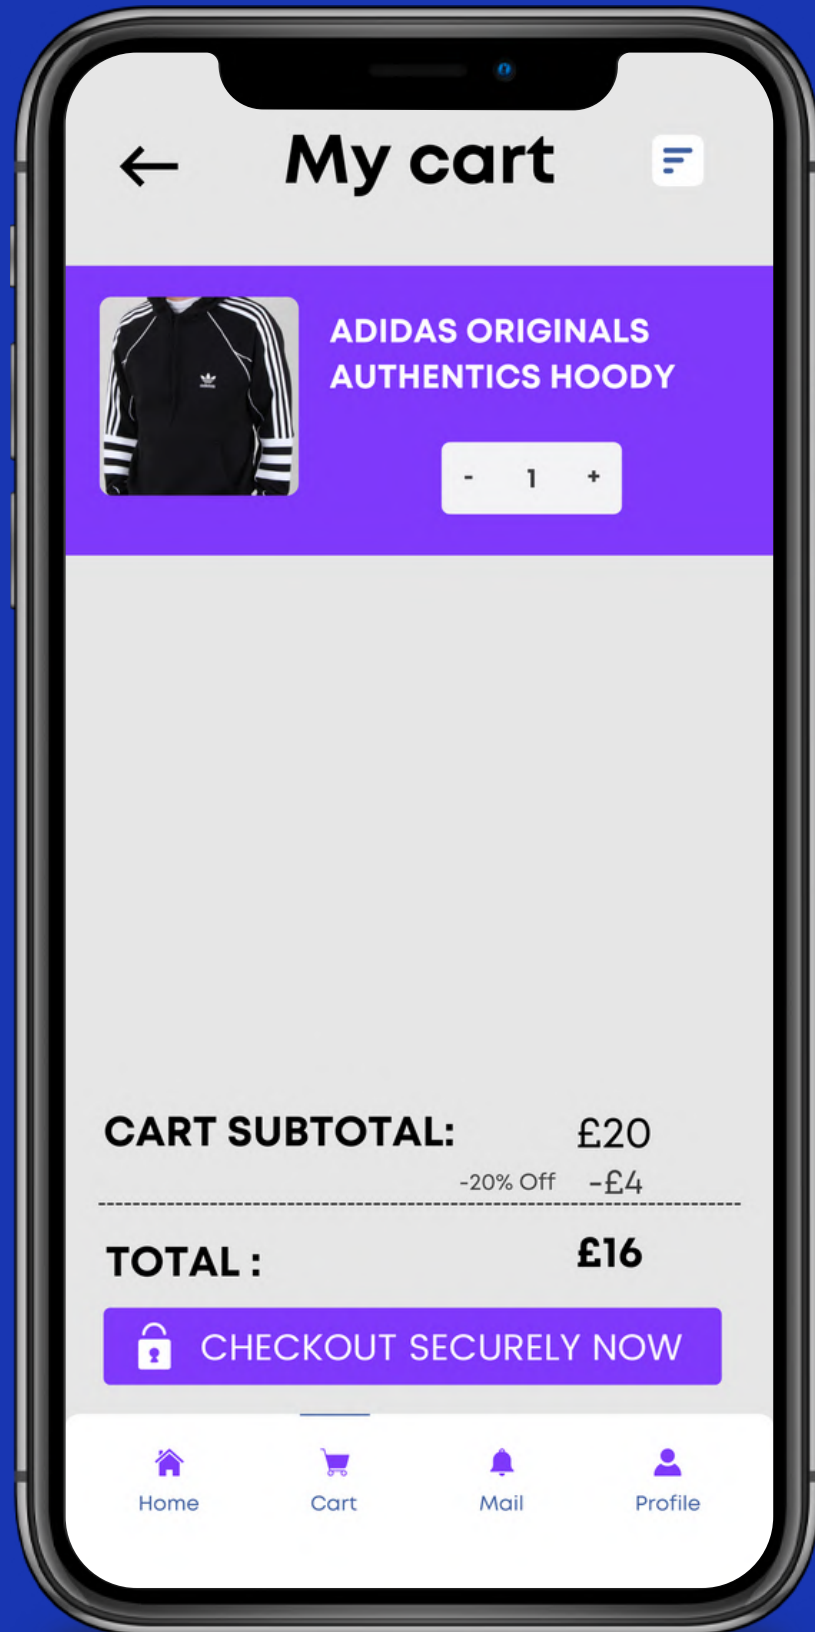 My cart
ADIDAS ORIGINALS
AUTHENTICS HOODY
- 1 +
CART SUBTOTAL: £20
-20% Off -£4
TOTAL : £16
CHECKOUT SECURELY NOW
Home Cart Mail Profile